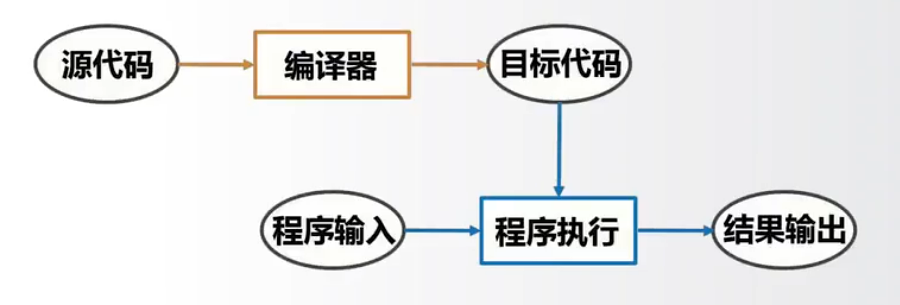 源代码
编译器
目标代码
程序输入
程序执行
结果输出